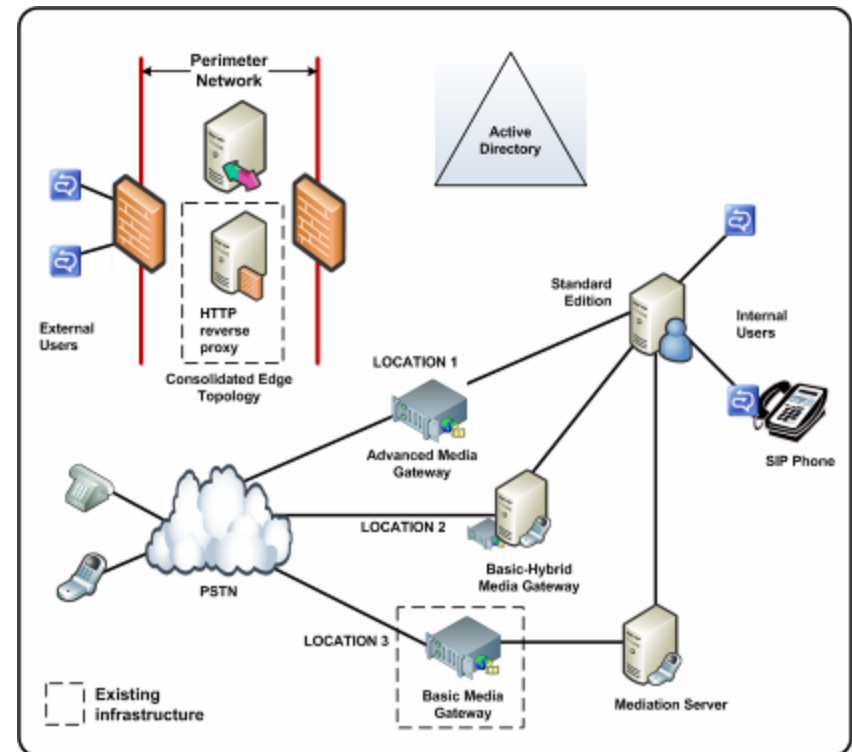 Perimeter
Network
Active
Directory
HTTP
reverse
proxy
External
Users
Consolidated Edge
Topology
Standard
Edition
Internal
Users
LOCATION 1
Advanced Media
Gateway
SIP Phone
LOCATION 2
Basic-Hybrid
Media Gateway
PSTN
LOCATION 3
Basic Media
Gateway
Mediation Server
Existing
infrastructure